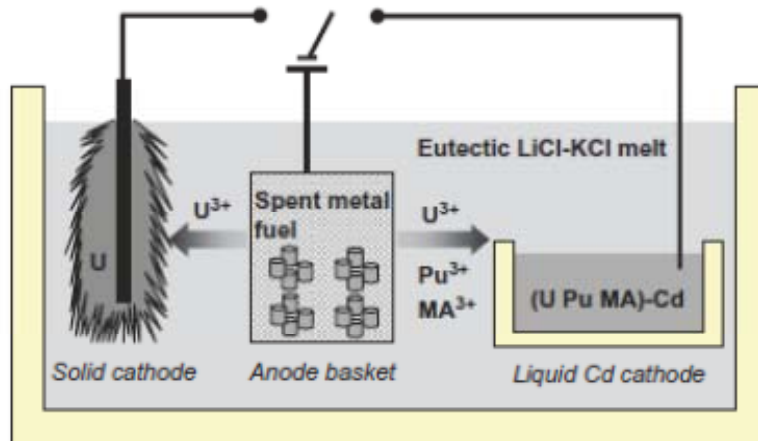 Eutectic LiCl-KCl melt
Spent metal
fuel
U³⁺
U³⁺
U
Pu³⁺
MA³⁺
(U Pu MA)-Cd
Solid cathode
Anode basket
Liquid Cd cathode